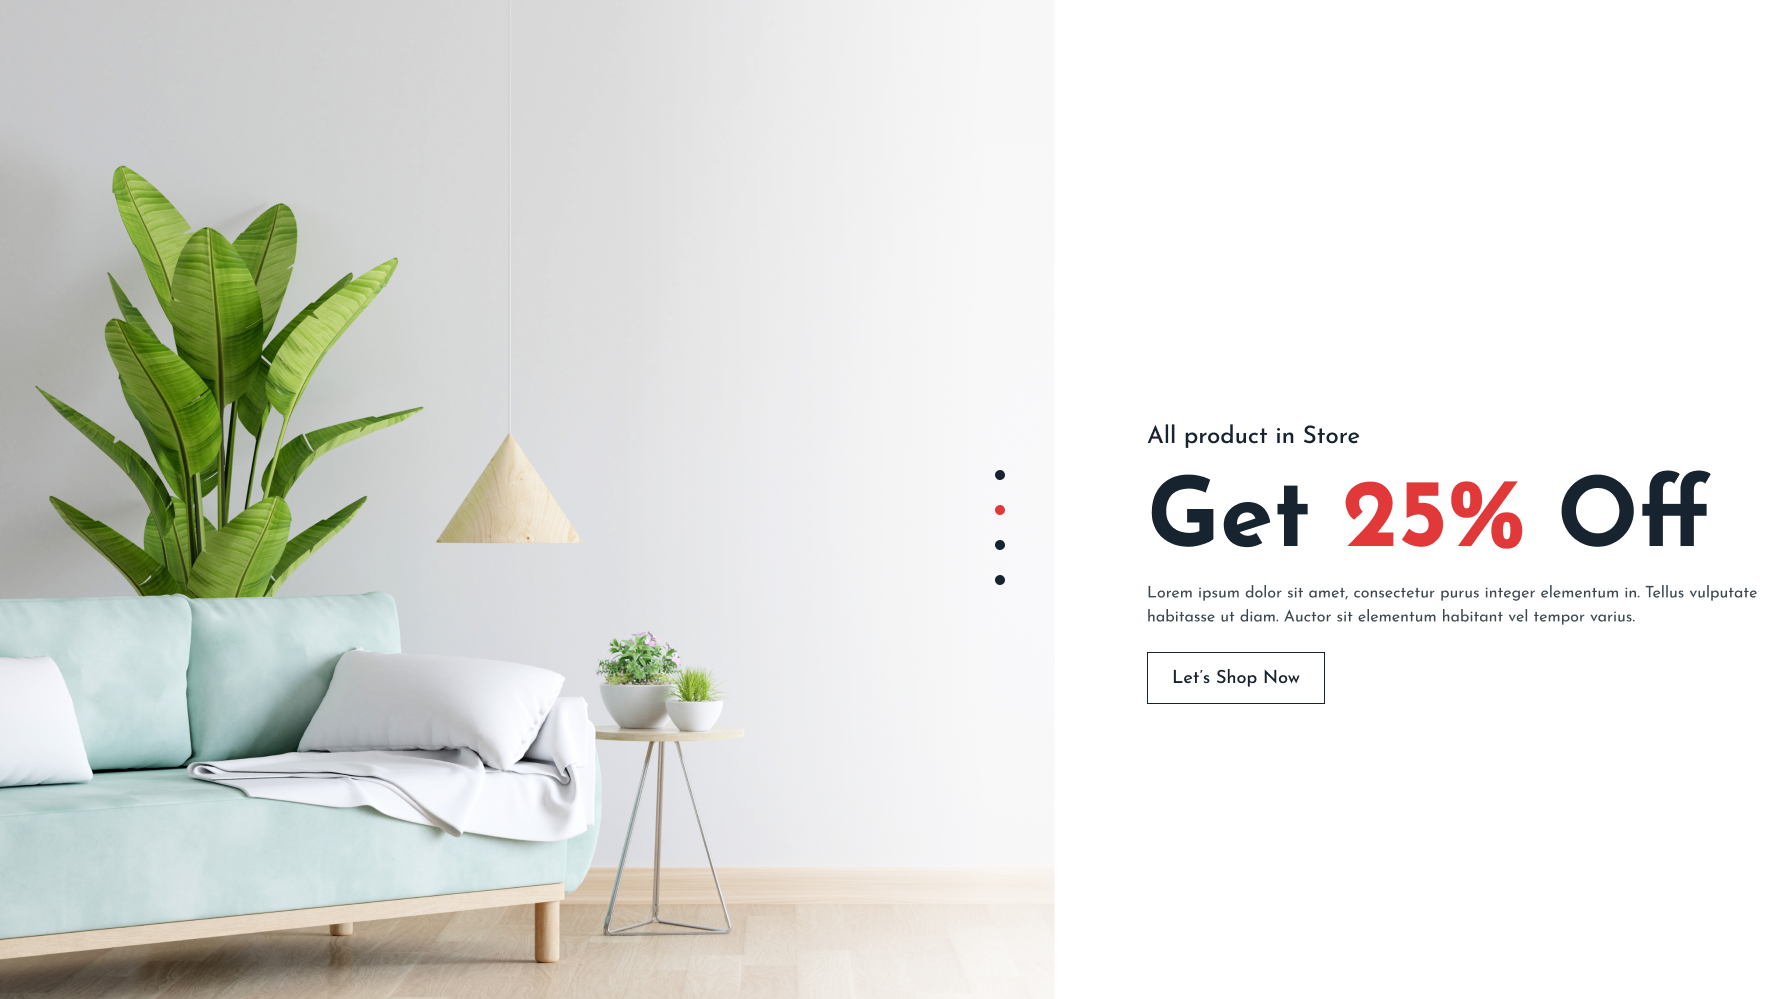 All product in Store
Get 25% Off
Lorem ipsum dolor sit amet, consectetur purus integer elementum in. Tellus vulputate
habitasse ut diam. Auctor sit elementum habitant vel tempor varius.
Let's Shop Now